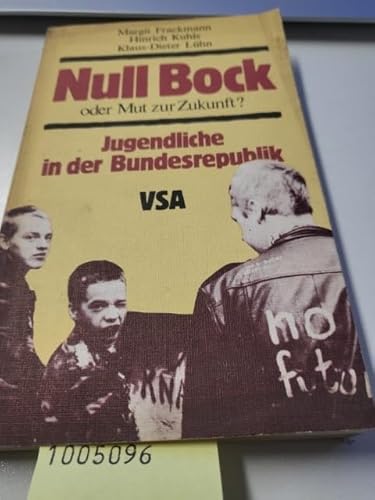 Margit Frackmann
Hinrich Kuhls
Klaus-Dieter Lühn
Null Bock
oder Mut zur Zukunft?
Jugendliche
in der Bundesrepublik
VSA
no
futu
1005096